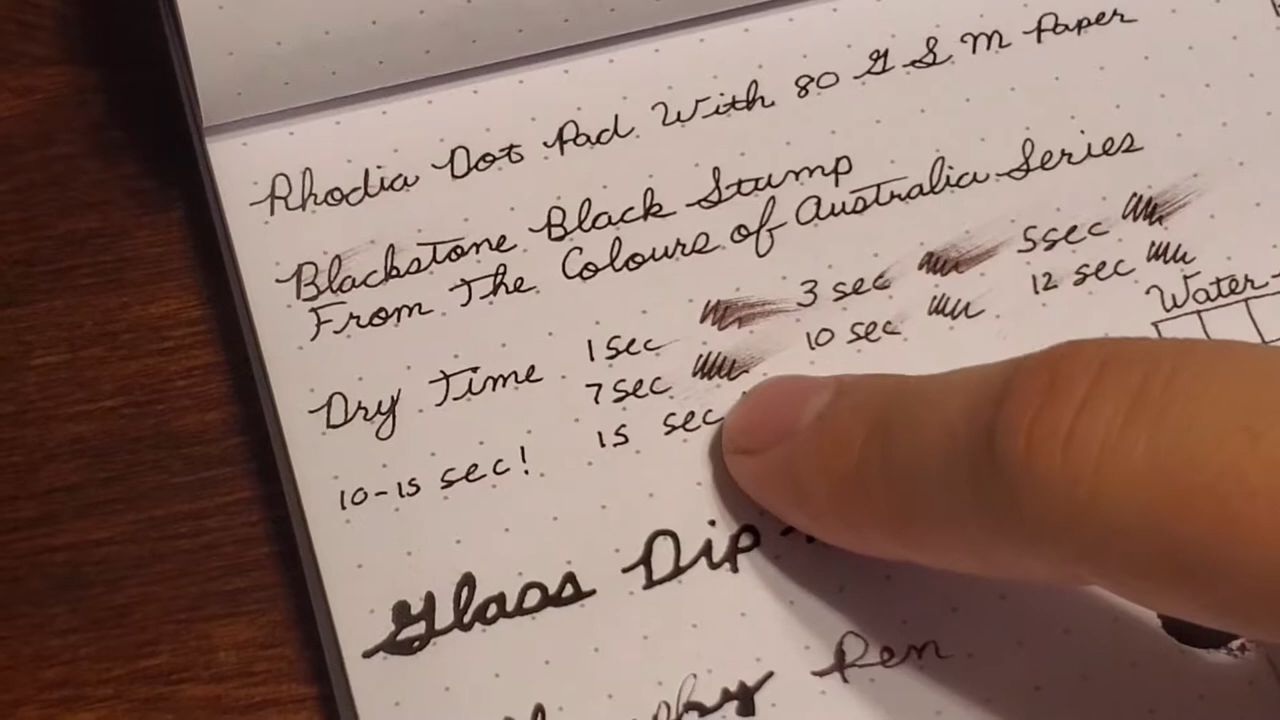 Rhodia Dot Pad With 80 G S M Paper
Blackstone Black Stump
From The Colours of Australia Series
Dry Time 1 sec 3 sec 5 sec
7 sec 10 sec 12 sec
10-15 sec! 15 sec
Water
Glass Dip
Pen